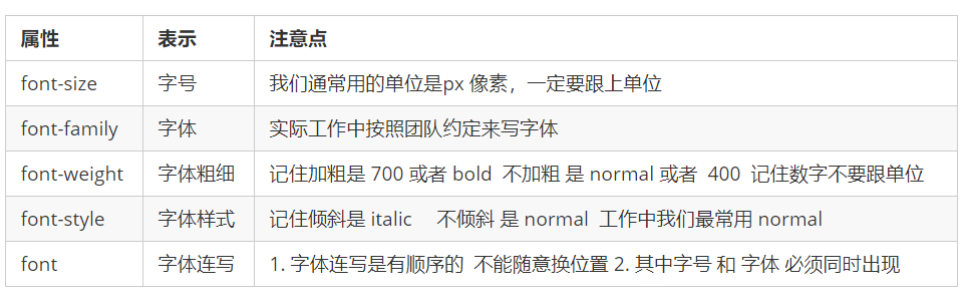 属性 表示 注意点
font-size 字号 我们通常用的单位是px 像素，一定要跟上单位
font-family 字体 实际工作中按照团队约定来写字体
font-weight 字体粗细 记住加粗是 700 或者 bold 不加粗 是 normal 或者 400 记住数字不要跟单位
font-style 字体样式 记住倾斜是 italic 不倾斜 是 normal 工作中我们最常用 normal
font 字体连写 1. 字体连写是有顺序的 不能随意换位置 2. 其中字号 和 字体 必须同时出现